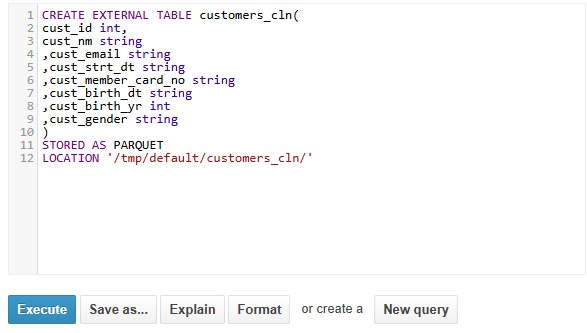 1 CREATE EXTERNAL TABLE customers_cln(
2 cust_id int,
3 cust_nm string
4 ,cust_email string
5 ,cust_strt_dt string
6 ,cust_member_card_no string
7 ,cust_birth_dt string
8 ,cust_birth_yr int
9 ,cust_gender string
10 )
11 STORED AS PARQUET
12 LOCATION '/tmp/default/customers_cln/'
Execute Save as... Explain Format or create a New query